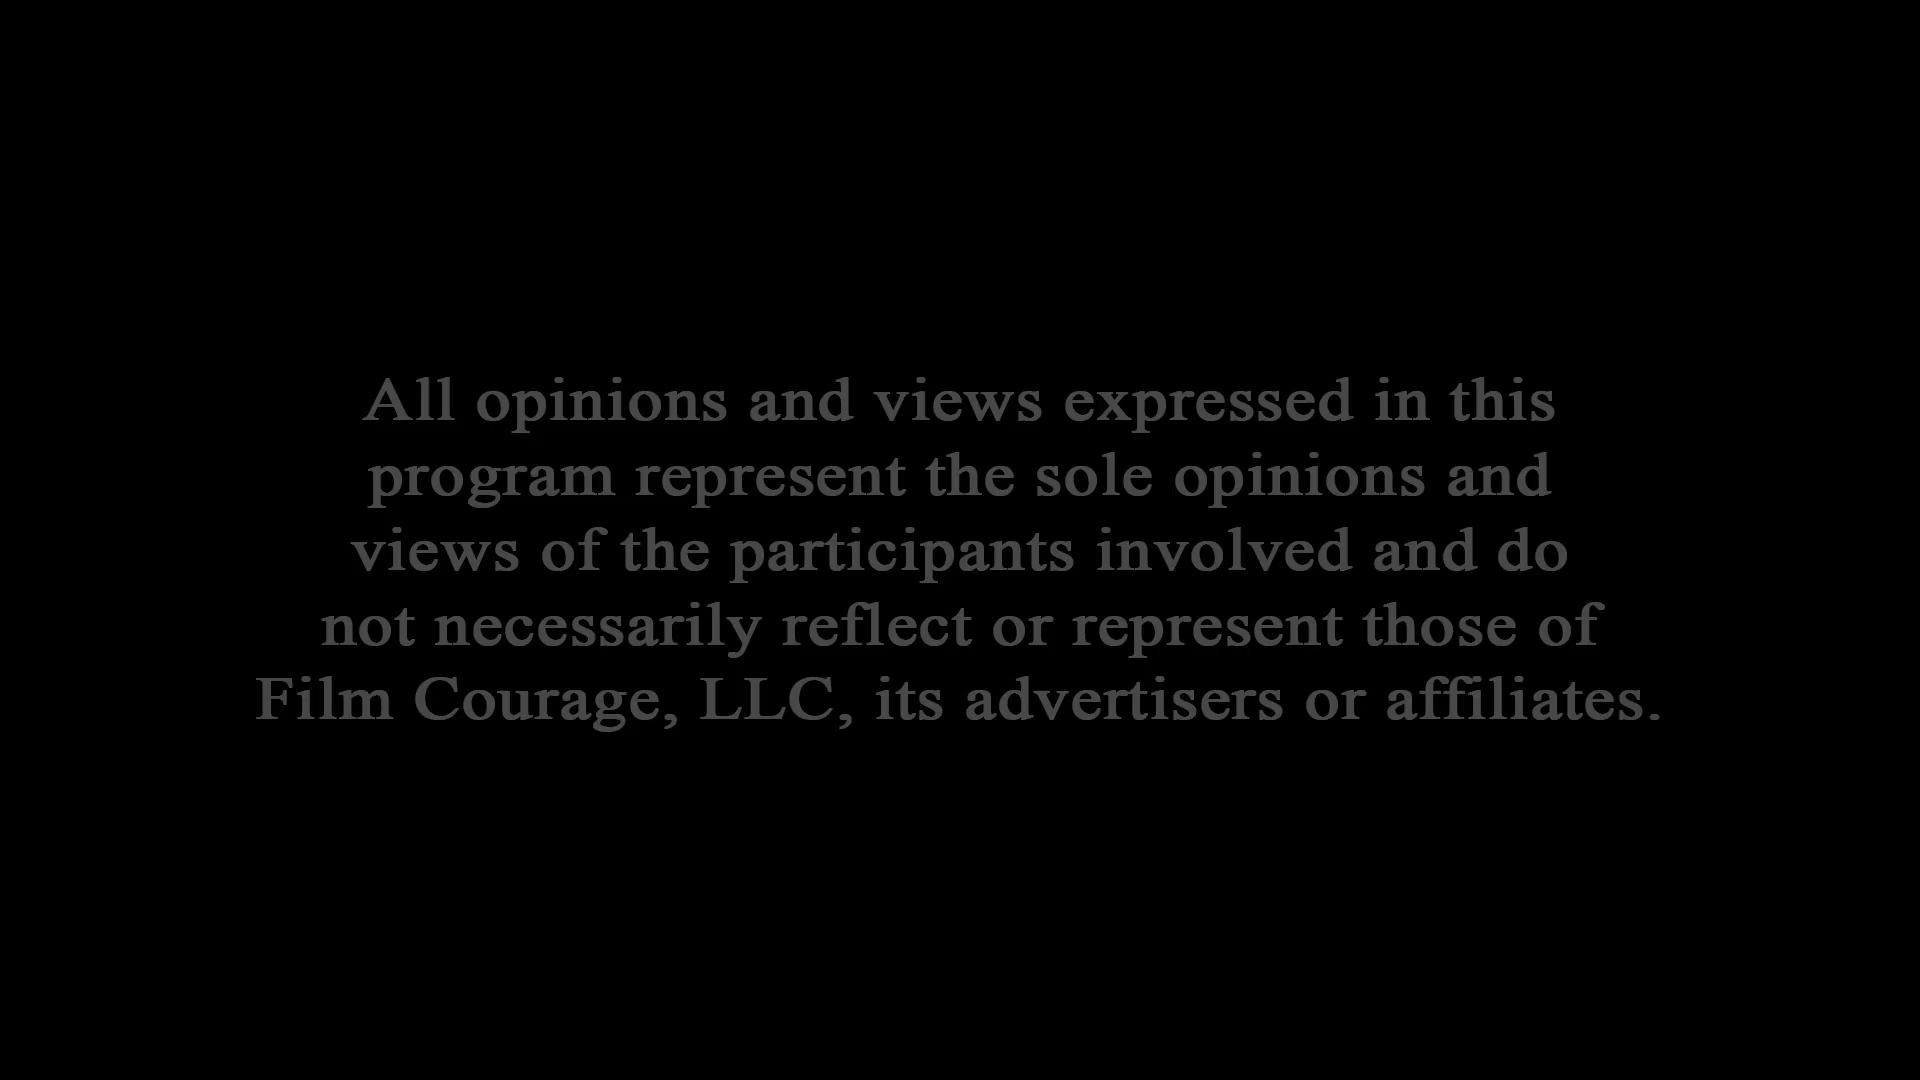 All opinions and views expressed in this
program represent the sole opinions and
views of the participants involved and do
not necessarily reflect or represent those of
Film Courage, LLC, its advertisers or affiliates.